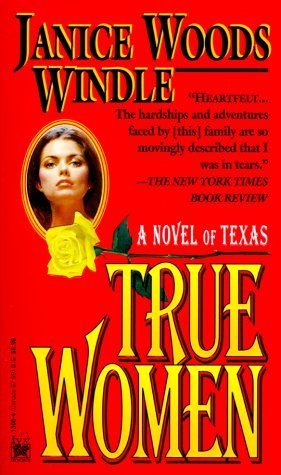 JANICE WOODS
WINDLE
"HEARTFELT...
The hardships and adventures
faced by [this] family are so
movingly described that I
was in tears."
—THE NEW YORK TIMES
BOOK REVIEW
A NOVEL OF TEXAS
TRUE
WOMEN